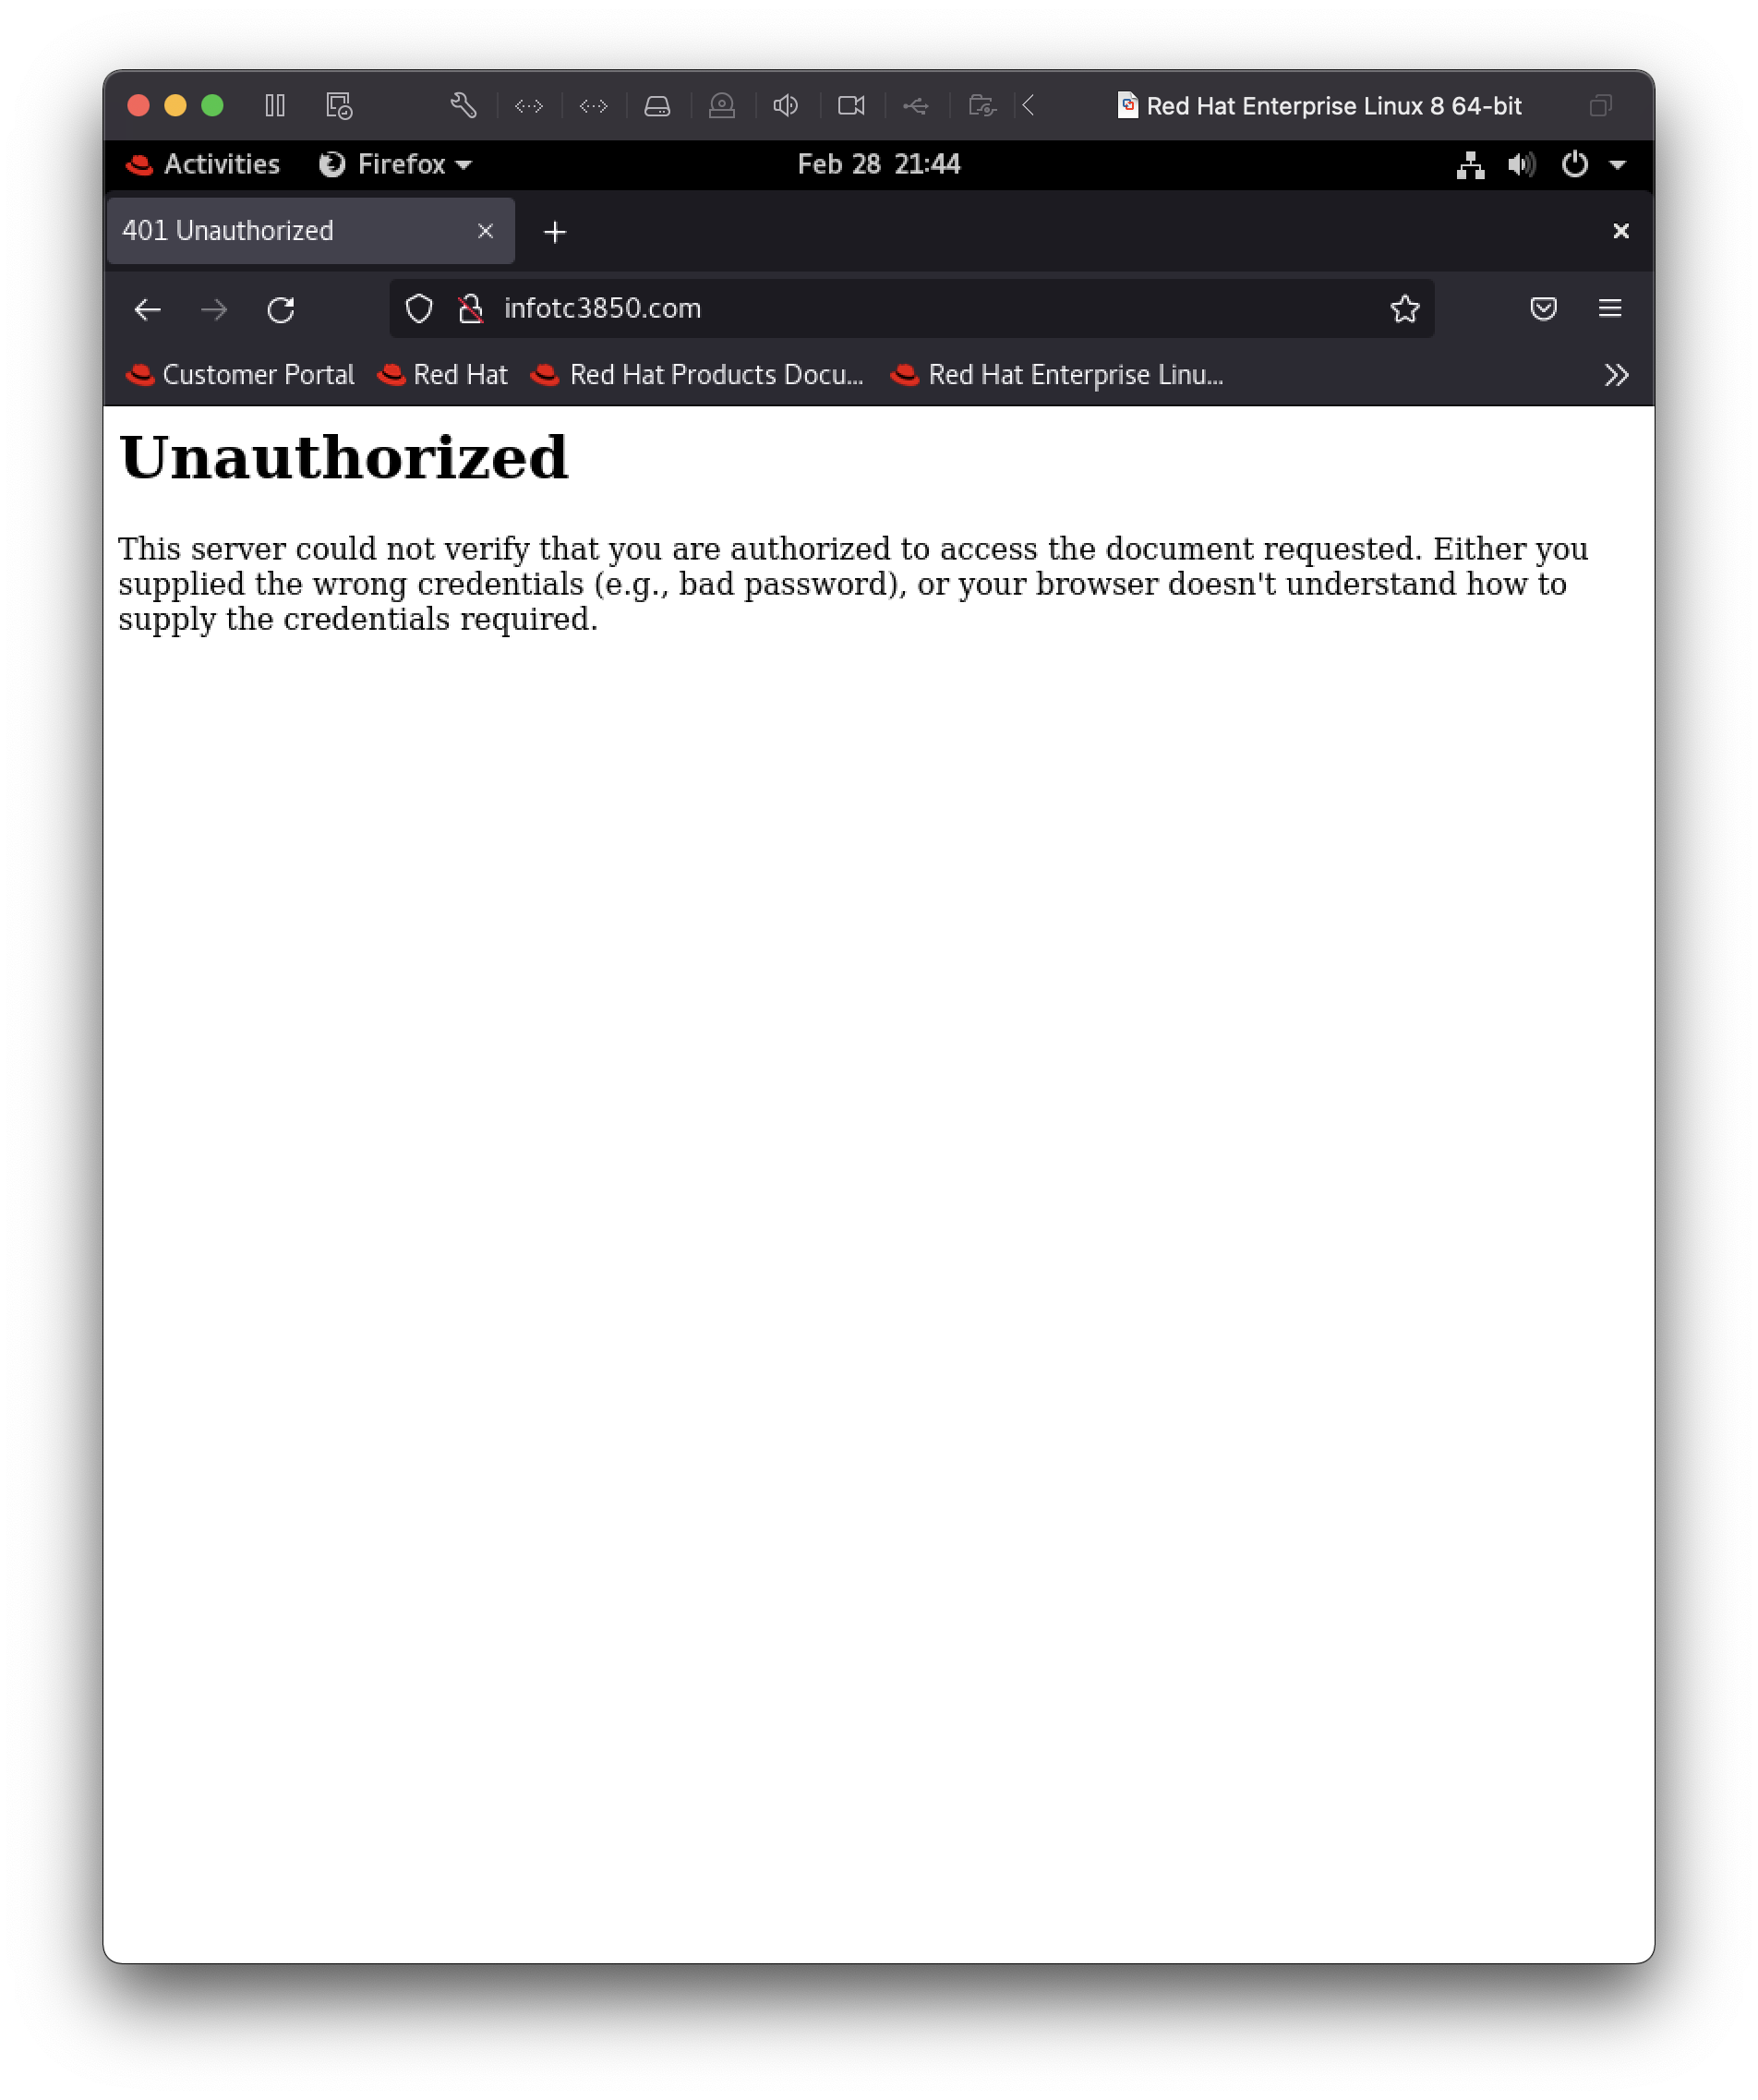 Red Hat Enterprise Linux 8 64-bit
Activities Firefox Feb 28 21:44
401 Unauthorized
infotc3850.com
Customer Portal Red Hat Red Hat Products Docu... Red Hat Enterprise Linu...
Unauthorized
This server could not verify that you are authorized to access the document requested. Either you
supplied the wrong credentials (e.g., bad password), or your browser doesn't understand how to
supply the credentials required.